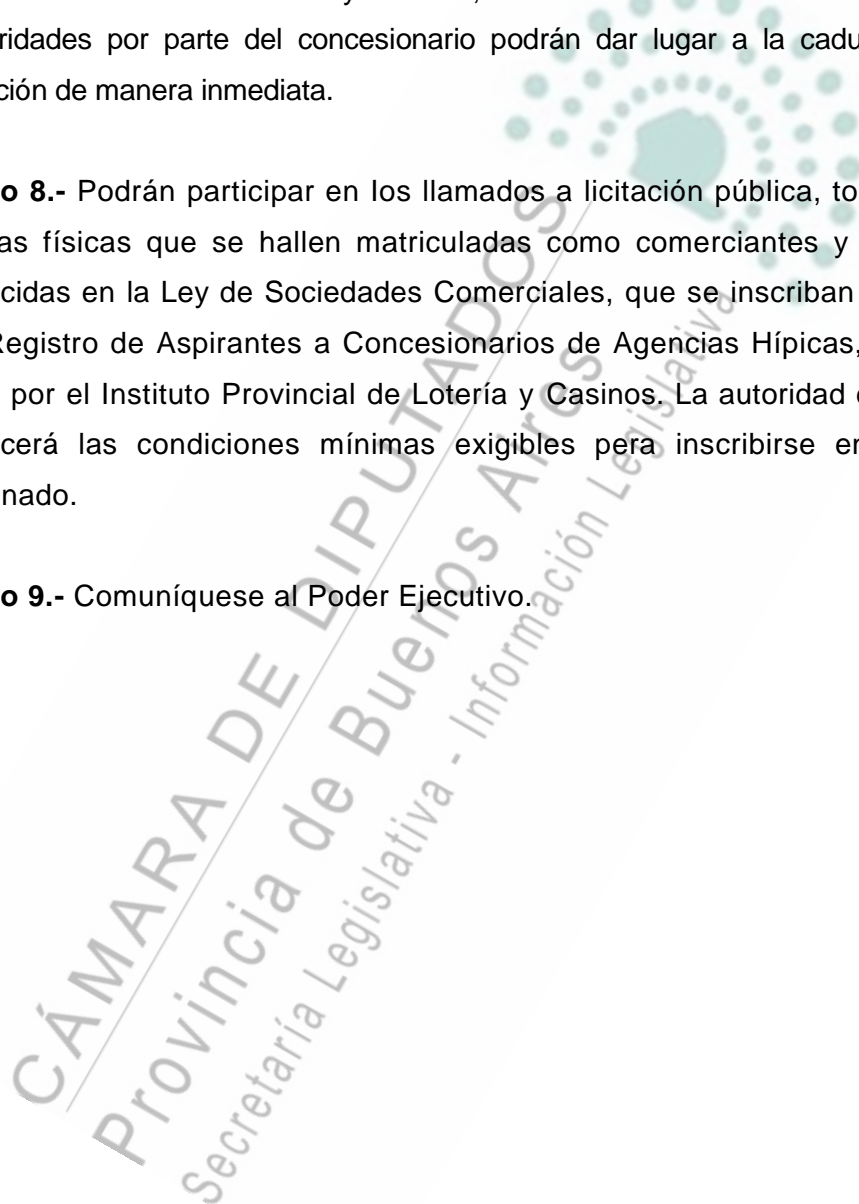 ridades por parte del concesionario podrán dar lugar a la cadu
ción de manera inmediata.
o 8.- Podrán participar en los llamados a licitación pública, to
as físicas que se hallen matriculadas como comerciantes y
cidas en la Ley de Sociedades Comerciales, que se inscriban
Registro de Aspirantes a Concesionarios de Agencias Hípicas,
por el Instituto Provincial de Lotería y Casinos. La autoridad
cerá las condiciones mínimas exigibles pera inscribirse en
nado.
o 9.- Comuníquese al Poder Ejecutivo.
CÁMARA DE DIPUTADOS
Provincia de Buenos Aires
Secretaría Legislativa - Información Legislativa